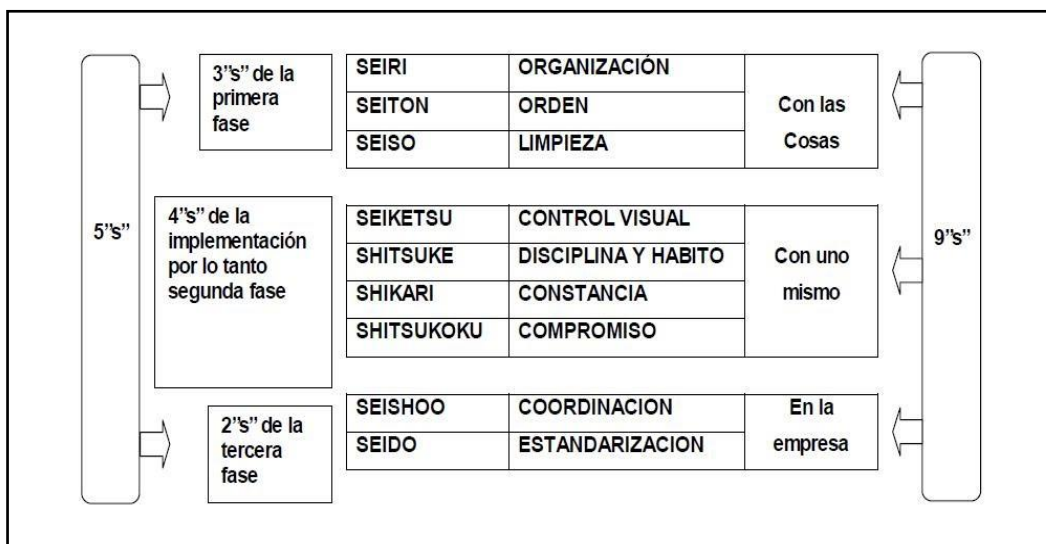 5"s"
3"s" de la
primera
fase
SEIRI ORGANIZACIÓN
SEITON ORDEN
SEISO LIMPIEZA
Con las
Cosas
4"s" de la
implementación
por lo tanto
segunda fase
SEIKETSU CONTROL VISUAL
SHITSUKE DISCIPLINA Y HABITO
SHIKARI CONSTANCIA
SHITSUKOKU COMPROMISO
Con uno
mismo
2"s" de la
tercera
fase
SEISHOO COORDINACION
SEIDO ESTANDARIZACION
En la
empresa
9"s"